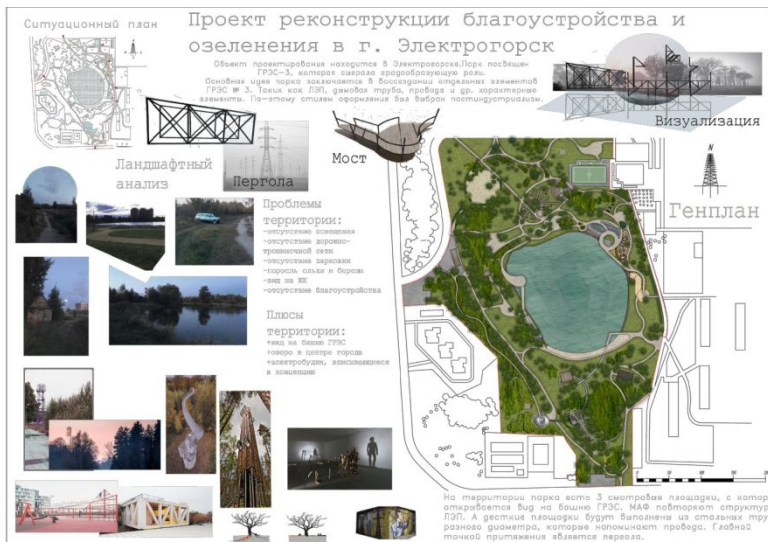 Ситуационный план
Проект реконструкции благоустройства и
озеленения в г. Электрогорск
Объект проектирования находится в Электрогорске.Парк посвящен
ГРЭС-3, которая сыграла градообразующую роль.
Основная идея парка заключается в воссоздании отдельных элементов
ГРЭС № 3. Таких как ЛЭП, дымовая труба, провода и др. характерные
элементы. По-этому стилем оформления был выбран постиндустриализм.
Визуализация
Ландшафтный
анализ
Пергола
Мост
Проблемы
территории:
-отсутствие освещения
-отсутствие дорожно-
тропиночной сети
-отсутствие парковки
-поросль ольхи и березы
-вид на ЖК
-отсутствие благоустройства
Плюсы
территории:
+вид на башню ГРЭС
+озеро в центре города
+электробудки, вписывающиеся
в концепцию
N
Генплан
На территории парка есть 3 смотровые площадки, с котор
открывается вид на башню ГРЭС. МАФ повторяют структур
ЛЭП. А десткие площадки будут выполнены из стальных тру
разного диаметра, которые напоминают провода. Главной
точкой притяжения является пергола.